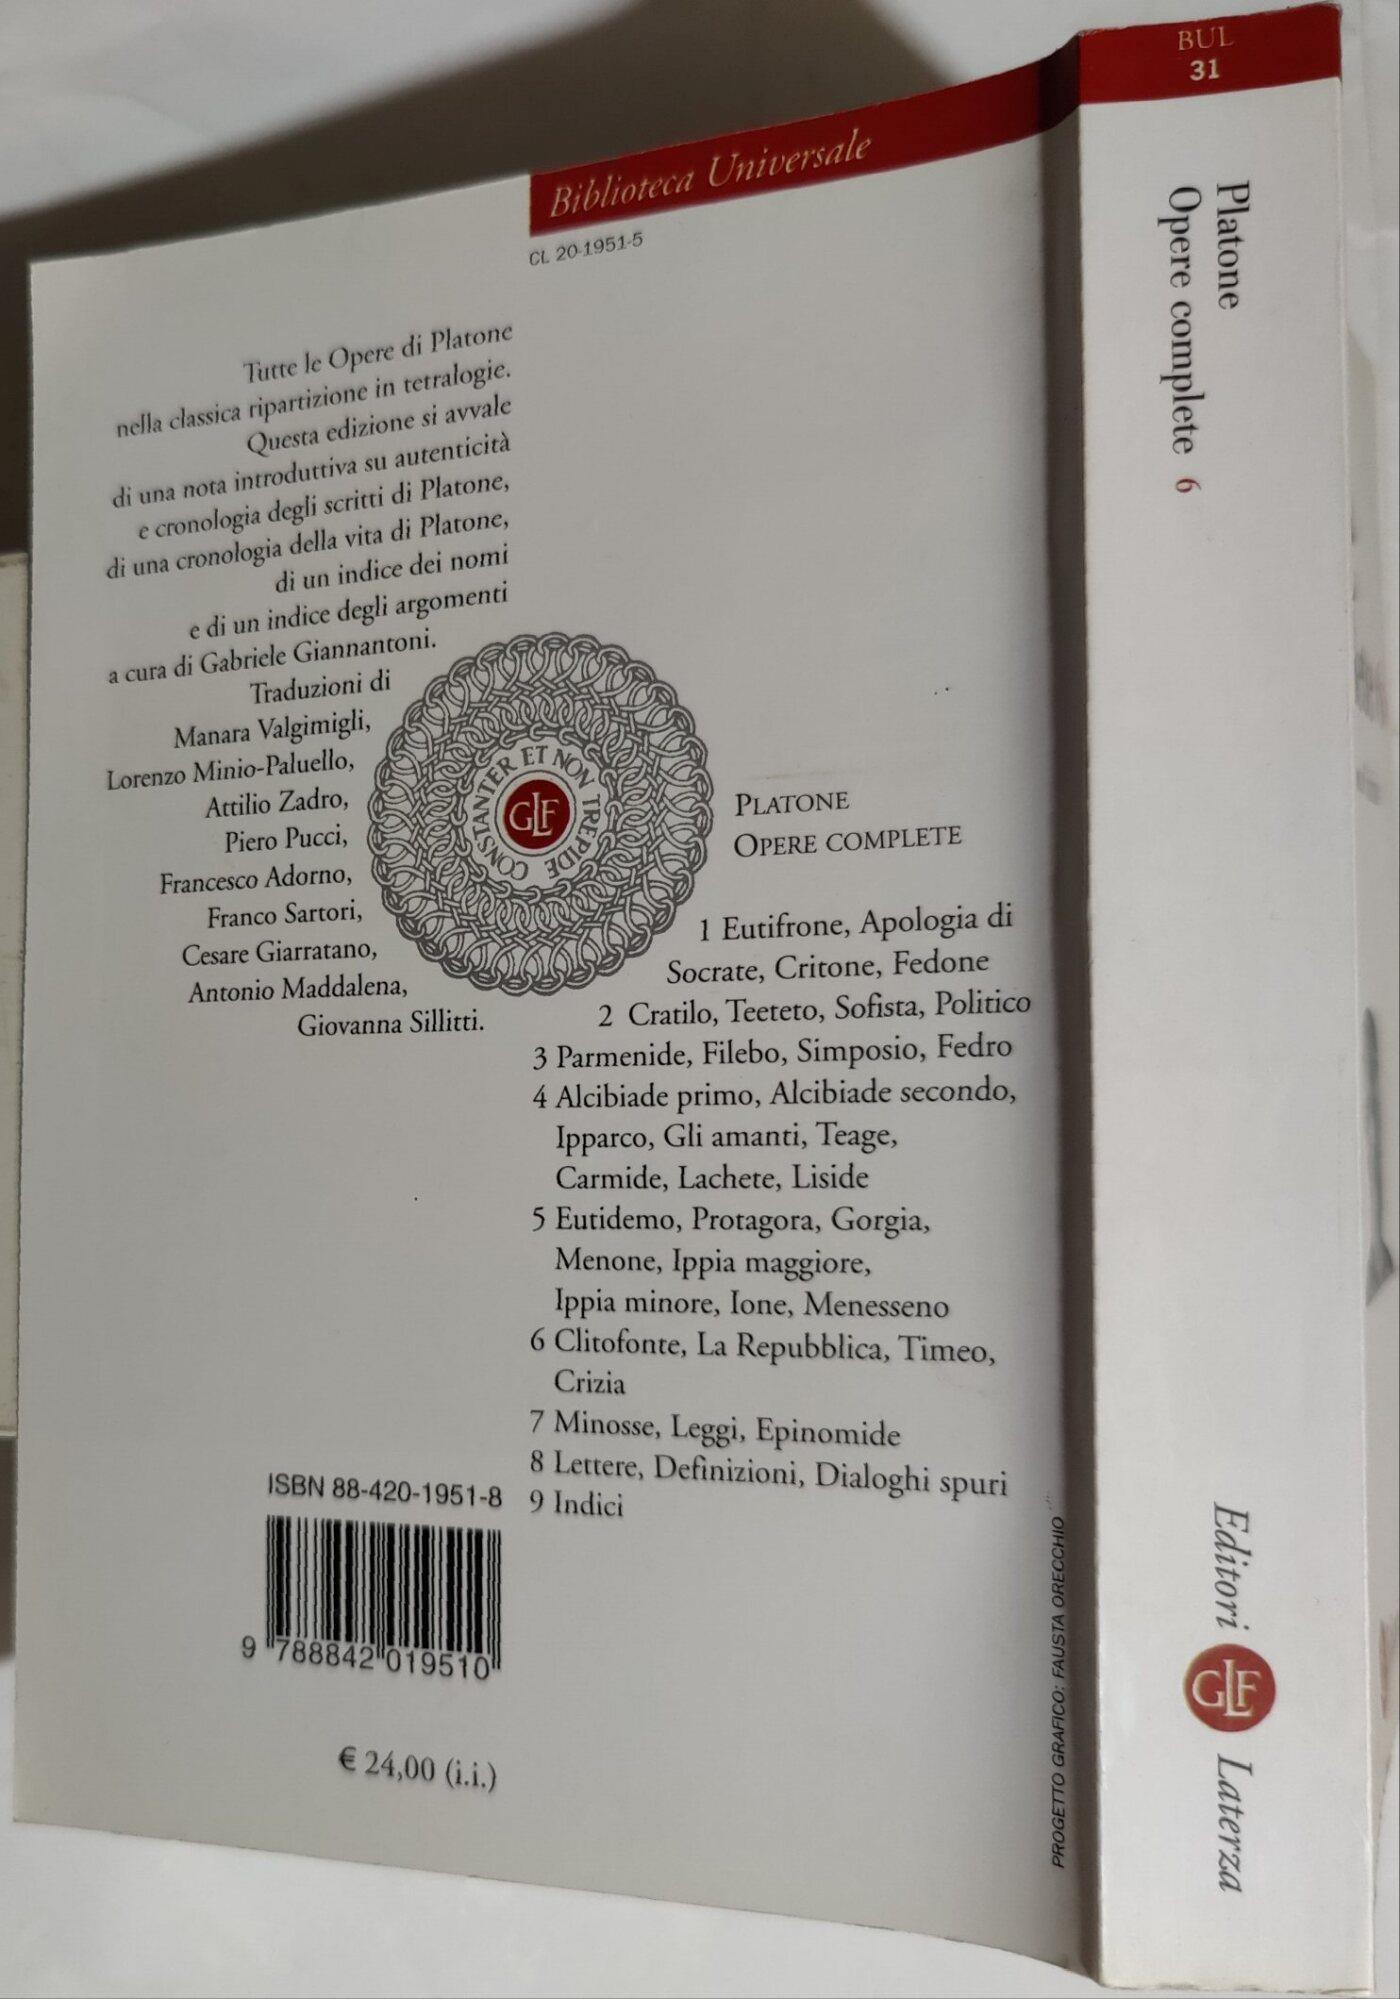 Biblioteca Universale
CL 20-1951-5
Tutte le Opere di Platone
nella classica ripartizione in tetralogie.
Questa edizione si avvale
di una nota introduttiva su autenticità
e cronologia degli scritti di Platone,
di una cronologia della vita di Platone,
di un indice dei nomi
e di un indice degli argomenti
a cura di Gabriele Giannantoni.
Traduzioni di
Manara Valgimigli,
Lorenzo Minio-Paluello,
Attilio Zadro,
Piero Pucci,
Francesco Adorno,
Franco Sartori,
Cesare Giarratano,
Antonio Maddalena,
Giovanna Sillitti.
CONSTANTER ET NON TREPIDE
GLF
PLATONE
OPERE COMPLETE
1 Eutifrone, Apologia di
Socrate, Critone, Fedone
2 Cratilo, Teeteto, Sofista, Politico
3 Parmenide, Filebo, Simposio, Fedro
4 Alcibiade primo, Alcibiade secondo,
Ipparco, Gli amanti, Teage,
Carmide, Lachete, Liside
5 Eutidemo, Protagora, Gorgia,
Menone, Ippia maggiore,
Ippia minore, Ione, Menesseno
6 Clitofonte, La Repubblica, Timeo,
Crizia
7 Minosse, Leggi, Epinomide
8 Lettere, Definizioni, Dialoghi spuri
9 Indici
ISBN 88-420-1951-8
9 788842 019510
€ 24,00 (i.i.)
PROGETTO GRAFICO: FAUSTA ORECCHIO
BUL
31
Platone
Opere complete 6
Editori GLF Laterza